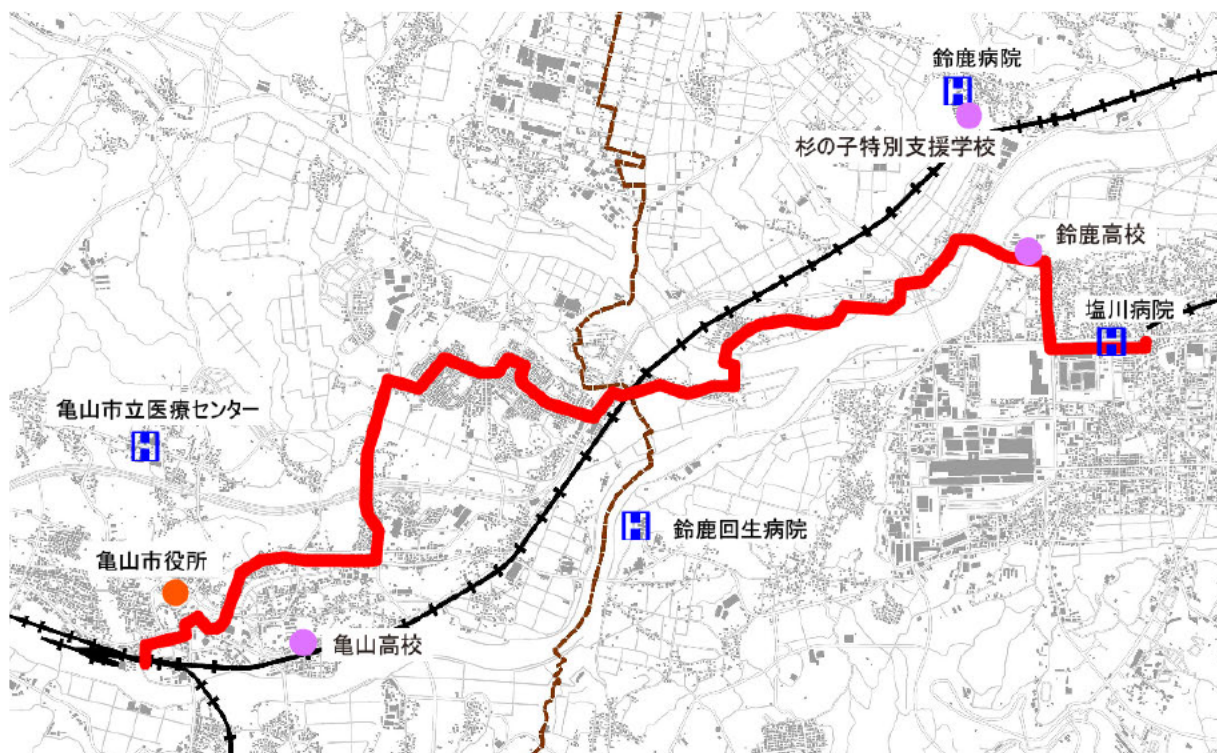 鈴鹿病院
杉の子特別支援学校
鈴鹿高校
塩川病院
亀山市立医療センター
鈴鹿回生病院
亀山市役所
亀山高校